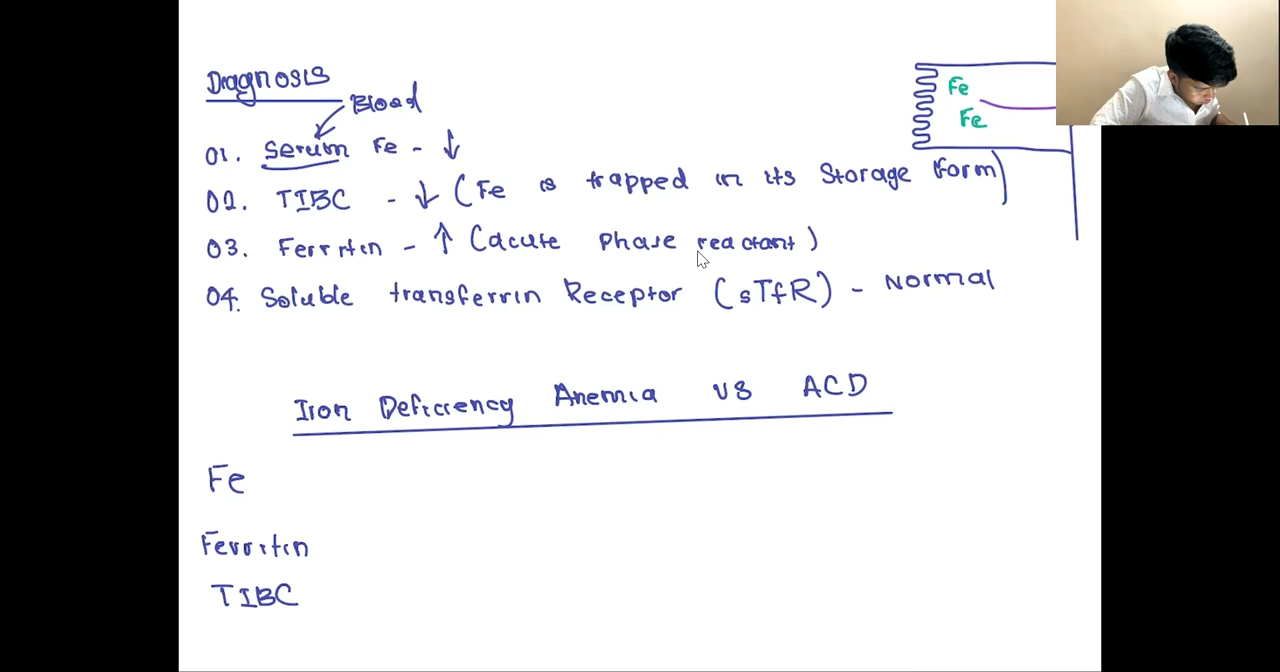 Diagnosis
Blood
01. Serum Fe - ↓
02. TIBC - ↓ (Fe is trapped in its Storage Form)
03. Ferritin - ↑ (acute phase reactant)
04. Soluble transferrin Receptor (sTfR) - Normal
Fe
Fe
Iron Deficiency Anemia VS ACD
Fe
Ferritin
TIBC